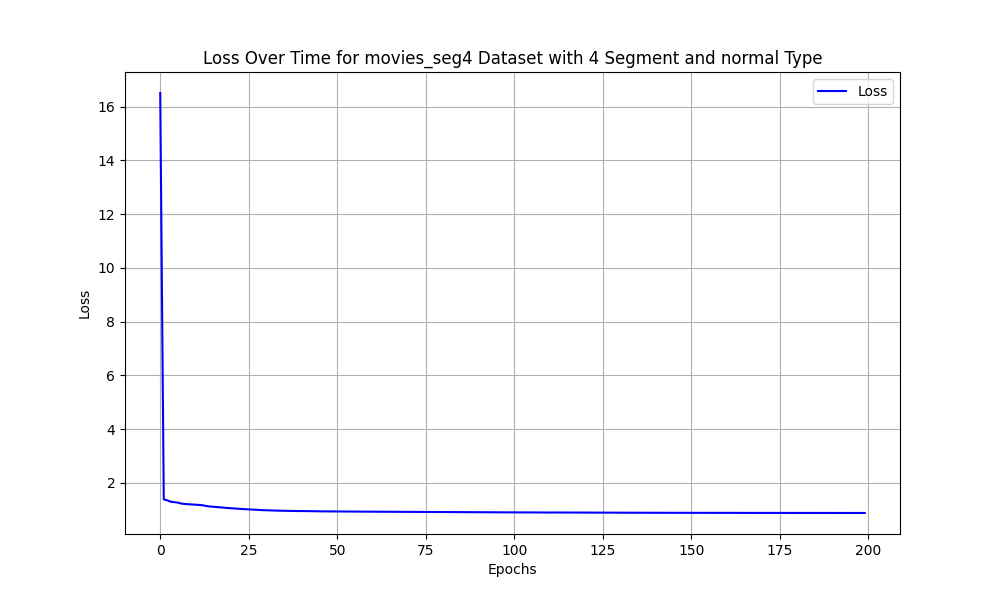 Loss Over Time for movies_seg4 Dataset with 4 Segment and normal Type
Loss
16
14
12
10
8
6
4
2
Loss
0 25 50 75 100 125 150 175 200
Epochs